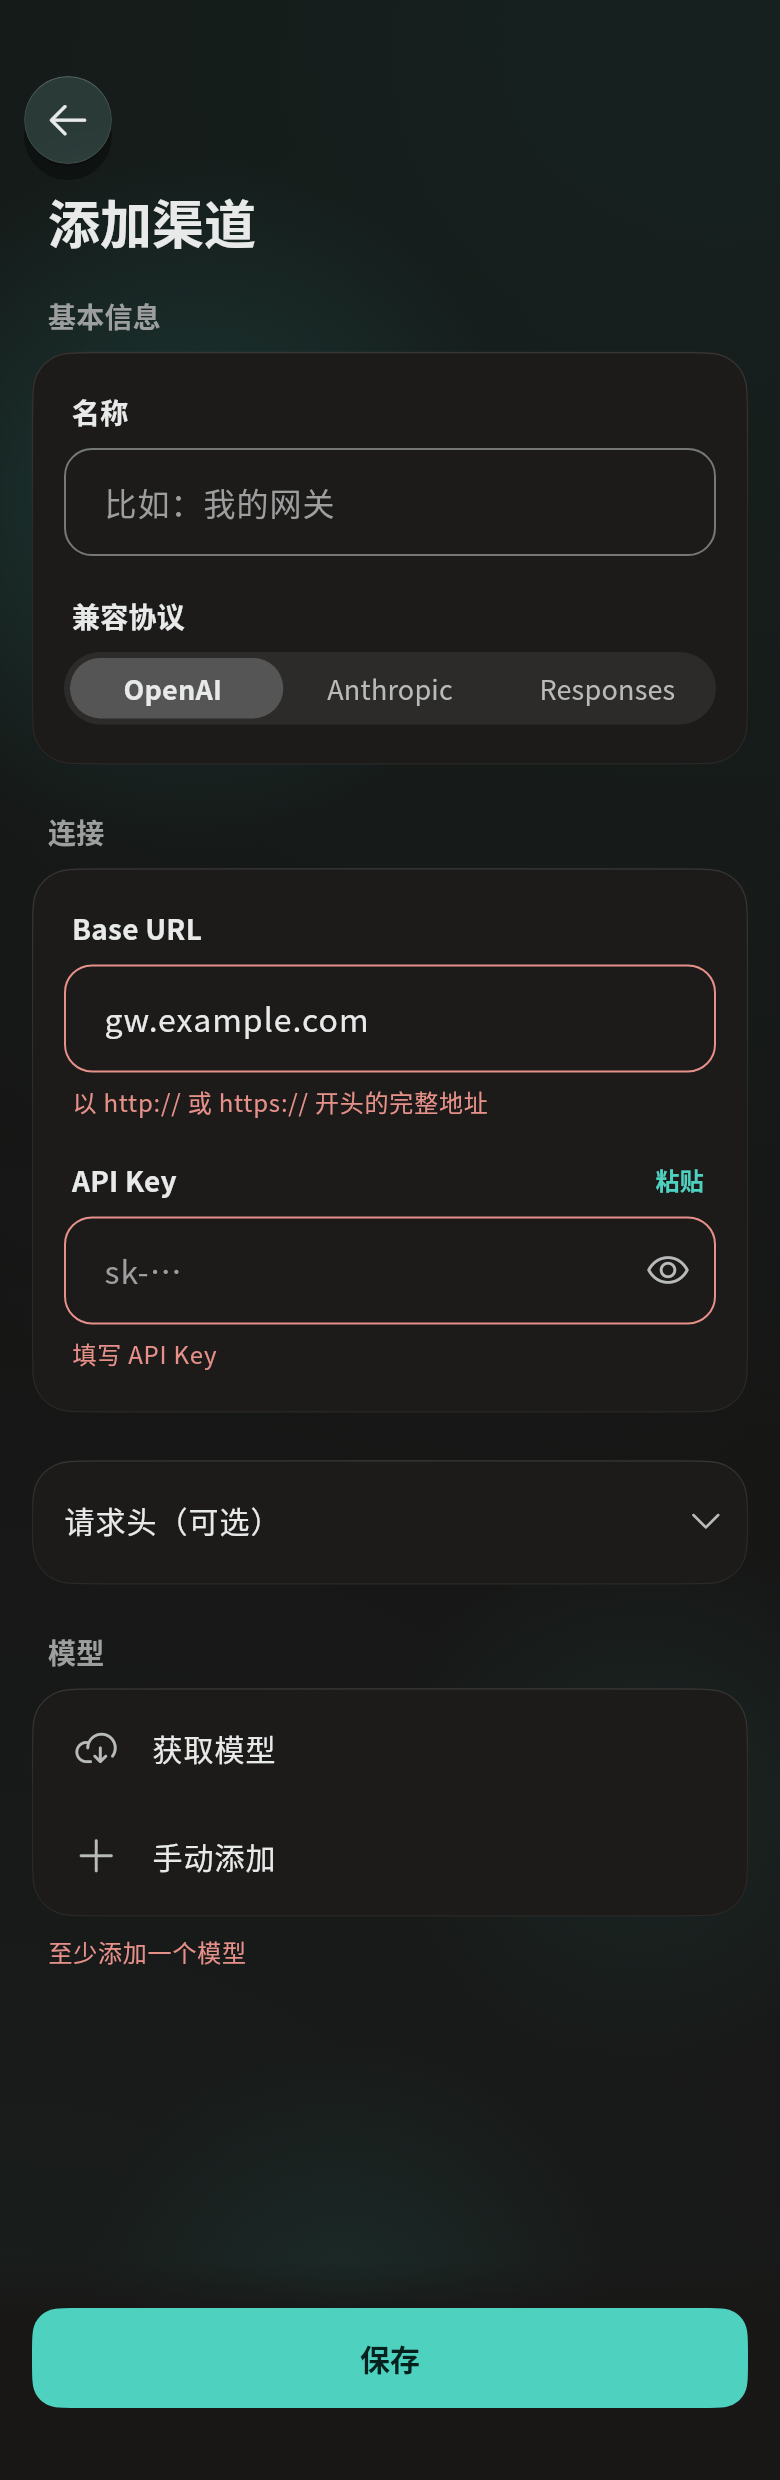 添加渠道
基本信息
名称
比如：我的网关
兼容协议
OpenAI Anthropic Responses
连接
Base URL
gw.example.com
以 http:// 或 https:// 开头的完整地址
API Key 粘贴
sk-…
填写 API Key
请求头（可选）
模型
获取模型
手动添加
至少添加一个模型
保存